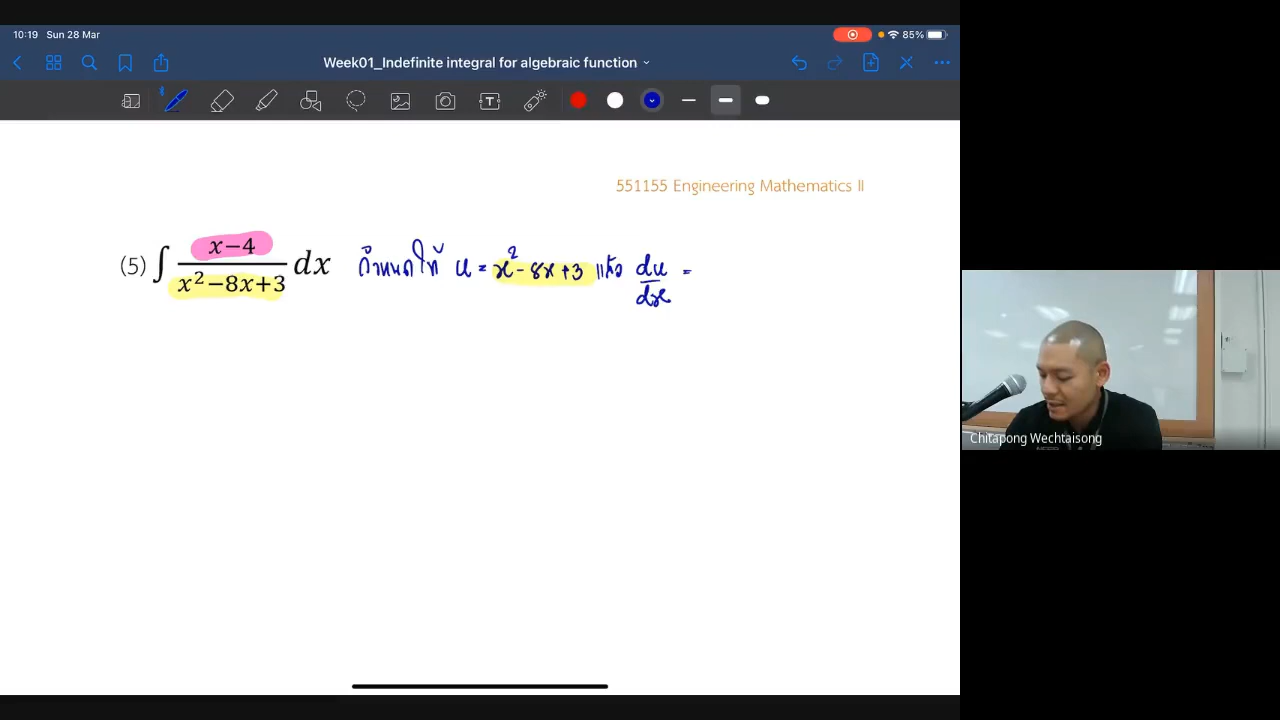 10:19 Sun 28 Mar
85%
Week01_Indefinite integral for algebraic function
T
551155 Engineering Mathematics II
(5) ∫ (x−4)/(x²−8x+3) dx กำหนดให้ u = x² - 8x + 3 แล้ว du/dx =
Chitapong Wechtaisong